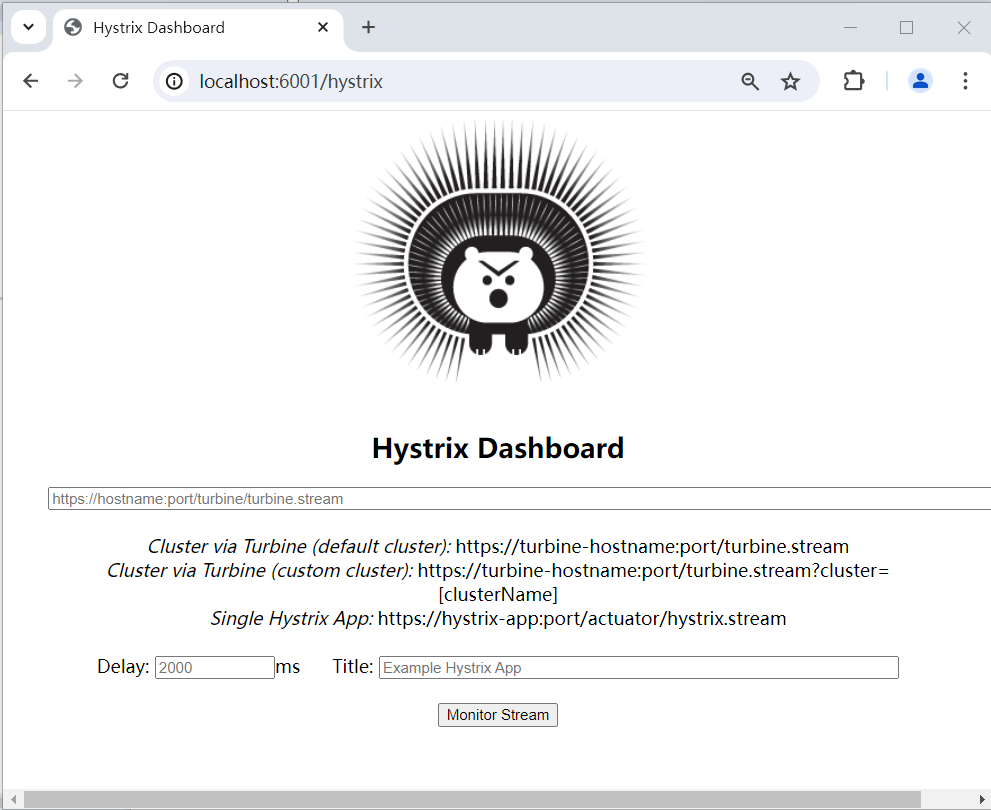 Hystrix Dashboard
localhost:6001/hystrix
Hystrix Dashboard
https://hostname:port/turbine/turbine.stream
Cluster via Turbine (default cluster): https://turbine-hostname:port/turbine.stream
Cluster via Turbine (custom cluster): https://turbine-hostname:port/turbine.stream?cluster=
[clusterName]
Single Hystrix App: https://hystrix-app:port/actuator/hystrix.stream
Delay: 2000 ms Title: Example Hystrix App
Monitor Stream